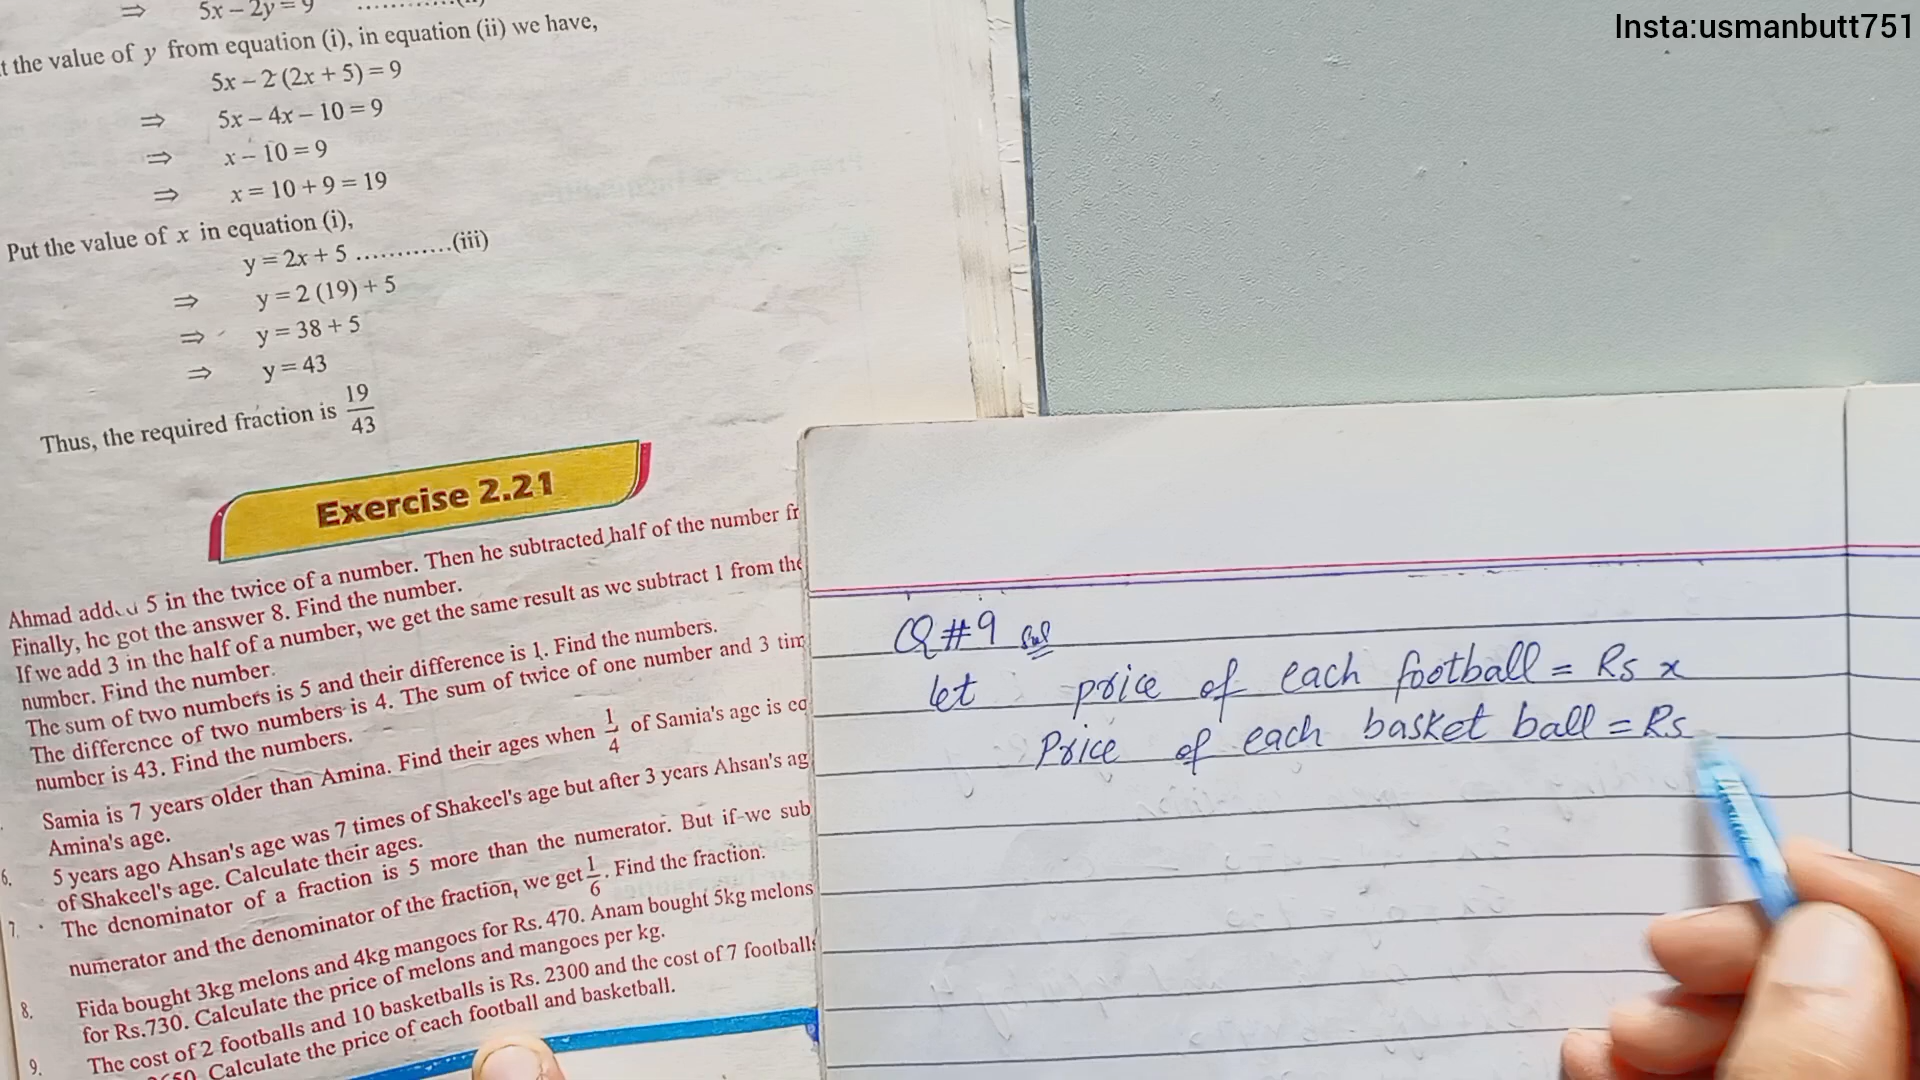 Insta:usmanbutt751
⇒ 5x – 2y = 9
t the value of y from equation (i), in equation (ii) we have,
5x – 2 (2x + 5) = 9
⇒ 5x – 4x – 10 = 9
⇒ x – 10 = 9
⇒ x = 10 + 9 = 19
Put the value of x in equation (i),
y = 2x + 5 ............(iii)
⇒ y = 2 (19) + 5
⇒ y = 38 + 5
⇒ y = 43
Thus, the required fraction is 19/43
Exercise 2.21
Ahmad added 5 in the twice of a number. Then he subtracted half of the number fr
Finally, he got the answer 8. Find the number.
If we add 3 in the half of a number, we get the same result as we subtract 1 from the
number. Find the number.
The sum of two numbers is 5 and their difference is 1. Find the numbers.
The difference of two numbers is 4. The sum of twice of one number and 3 tim
number is 43. Find the numbers.
Samia is 7 years older than Amina. Find their ages when 1/4 of Samia's age is eq
Amina's age.
6. 5 years ago Ahsan's age was 7 times of Shakeel's age but after 3 years Ahsan's ag
of Shakeel's age. Calculate their ages.
7. The denominator of a fraction is 5 more than the numerator. But if we sub
numerator and the denominator of the fraction, we get 1/6. Find the fraction.
8. Fida bought 3kg melons and 4kg mangoes for Rs. 470. Anam bought 5kg melons
for Rs.730. Calculate the price of melons and mangoes per kg.
9. The cost of 2 footballs and 10 basketballs is Rs. 2300 and the cost of 7 footballs
650. Calculate the price of each football and basketball.
Q#9 Sol
let price of each football = Rs x
Price of each basket ball = Rs